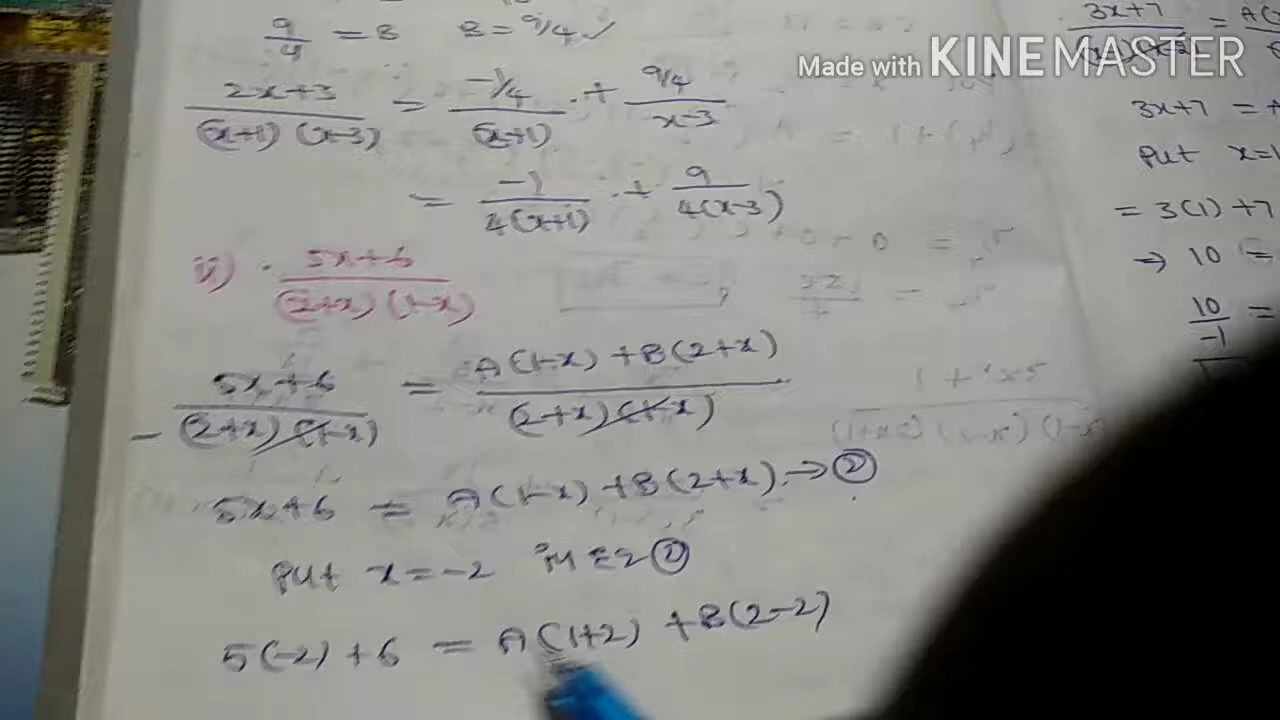 9/4 = B B = 9/4 ✓
(2x+3)/((x+1)(x-3)) = (-1/4)/(x+1) + (9/4)/(x-3)
= -1/(4(x+1)) + 9/(4(x-3))
ii) (5x+6)/((2+x)(1-x))
(5x+6)/((2+x)(1-x)) = (A(1-x) + B(2+x))/((2+x)(1-x))
5x+6 = A(1-x) + B(2+x) → ②
Put x = -2 in eq ②
5(-2) + 6 = A(1+2) + B(2-2)
Made with KINEMASTER
3x+7
3x+7 =
Put x=1
= 3(1) + 7
→ 10 =
10/-1 =